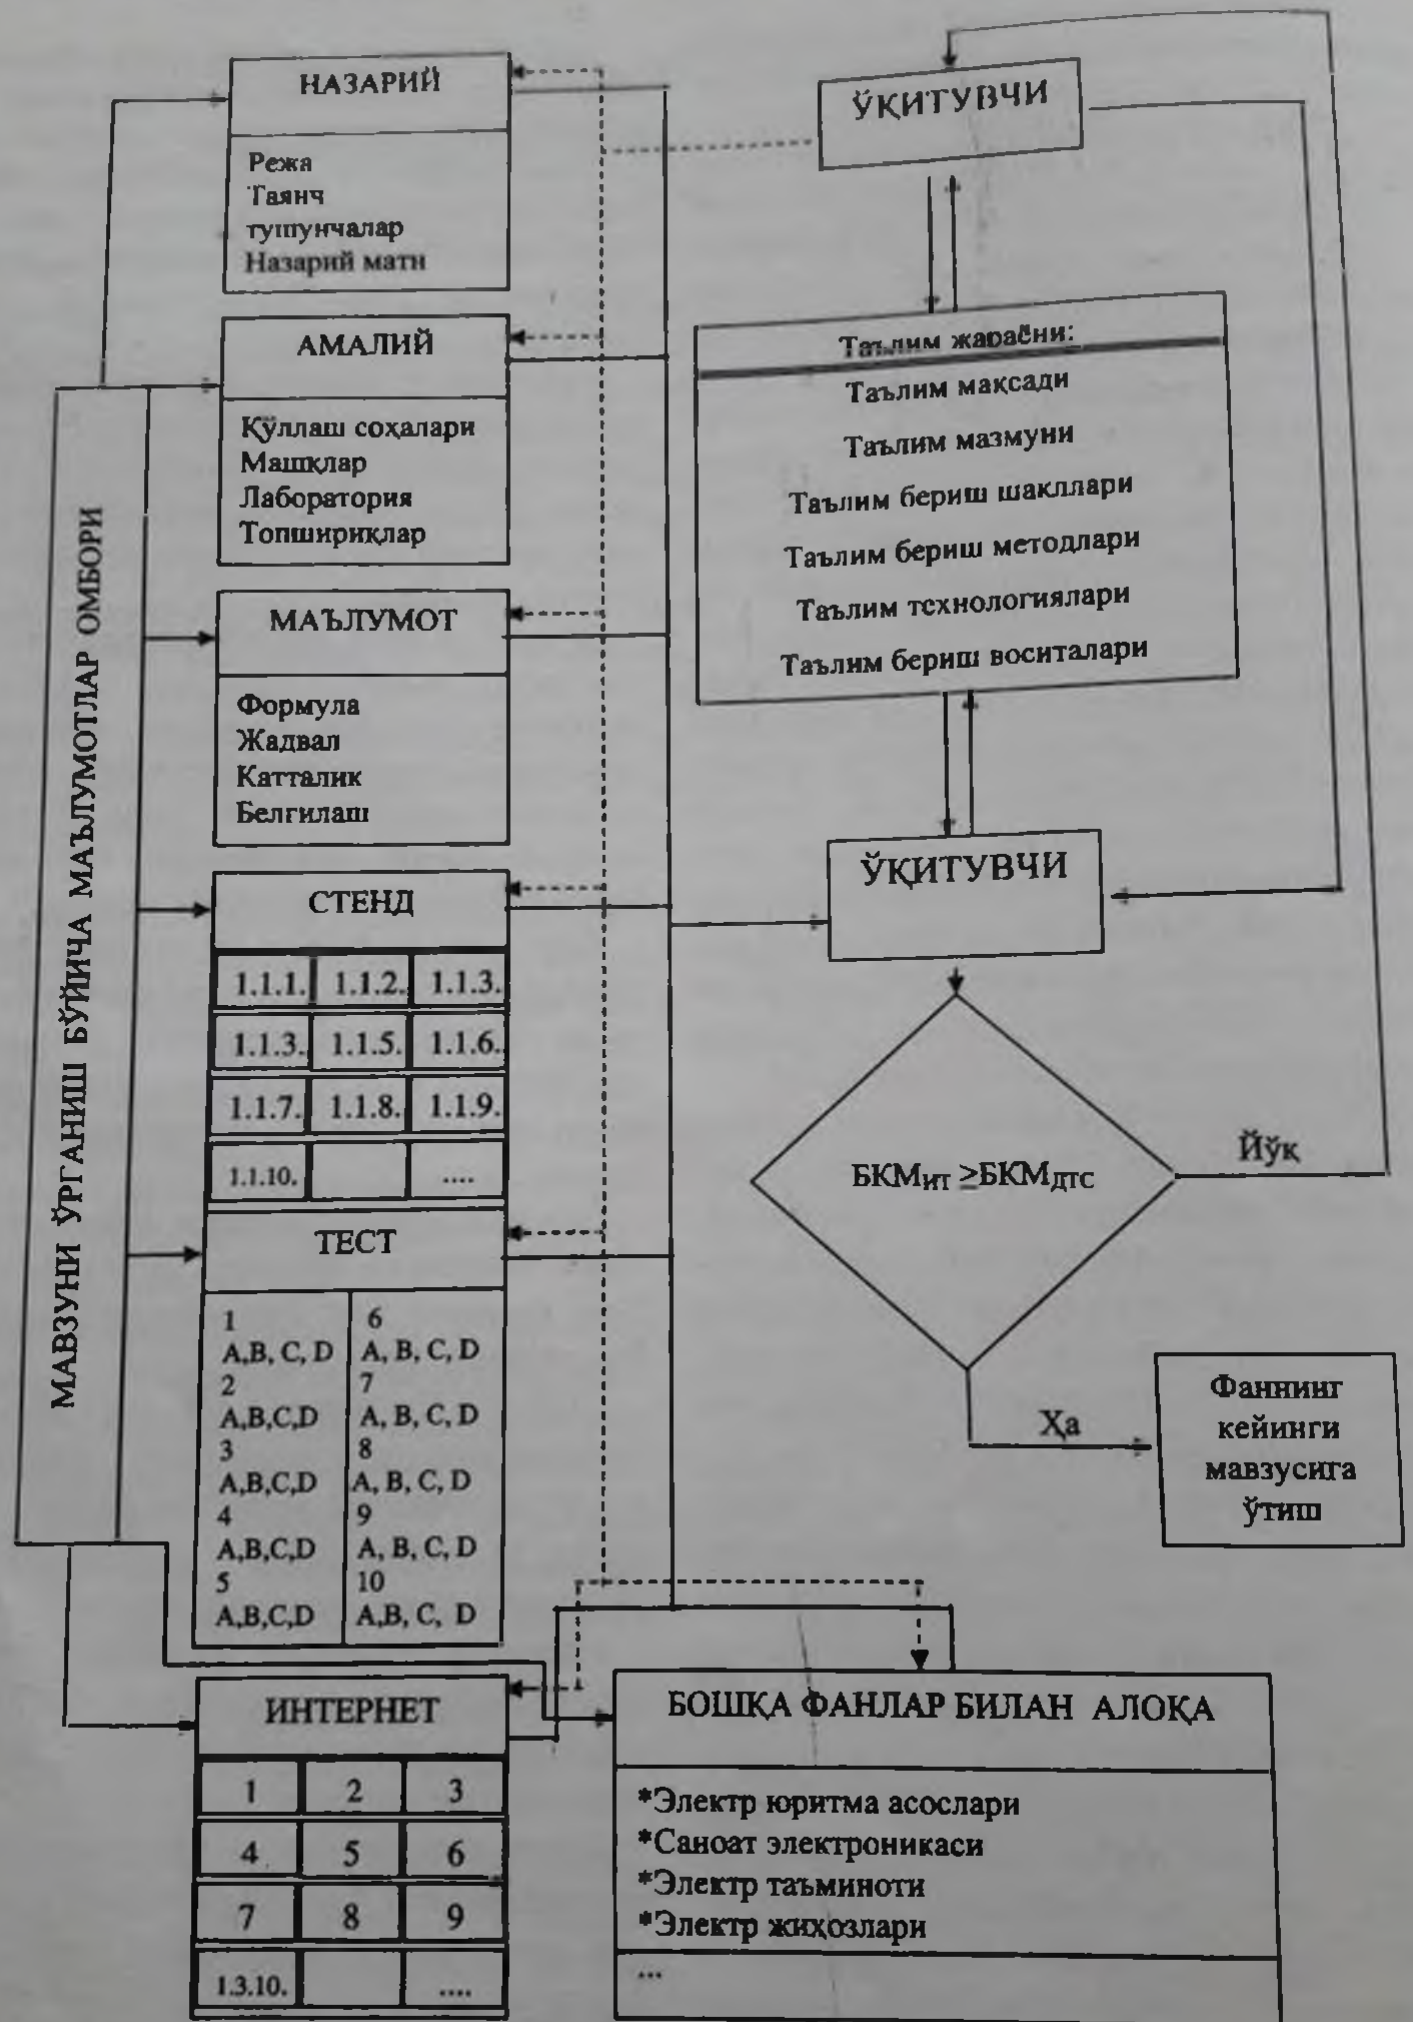 МАВЗУНИ ЎРГАНИШ БЎЙИЧА МАЪЛУМОТЛАР ОМБОРИ
НАЗАРИЙ
Режа
Таянч
тушунчалар
Назарий матн
АМАЛИЙ
Қўллаш соҳалари
Машқлар
Лаборатория
Топшириқлар
МАЪЛУМОТ
Формула
Жадвал
Катталик
Белгилаш
СТЕНД
1.1.1. 1.1.2. 1.1.3.
1.1.3. 1.1.5. 1.1.6.
1.1.7. 1.1.8. 1.1.9.
1.1.10. ....
ТЕСТ
1
A,B, C, D
2
A,B,C,D
3
A,B,C,D
4
A,B,C,D
5
A,B,C,D
6
A, B, C, D
7
A, B, C, D
8
A, B, C, D
9
A, B, C, D
10
A,B, C, D
ИНТЕРНЕТ
1 2 3
4 5 6
7 8 9
1.3.10. ....
ЎҚИТУВЧИ
Таълим жараёни:
Таълим мақсади
Таълим мазмуни
Таълим бериш шакллари
Таълим бериш методлари
Таълим технологиялари
Таълим бериш воситалари
ЎҚИТУВЧИ
БКМИТ ≥БКМДТС
Йўқ
Ҳа
Фаннинг
кейинги
мавзусига
ўтиш
БОШҚА ФАНЛАР БИЛАН АЛОҚА
*Электр юритма асослари
*Саноат электроникаси
*Электр таъминоти
*Электр жиҳозлари
...